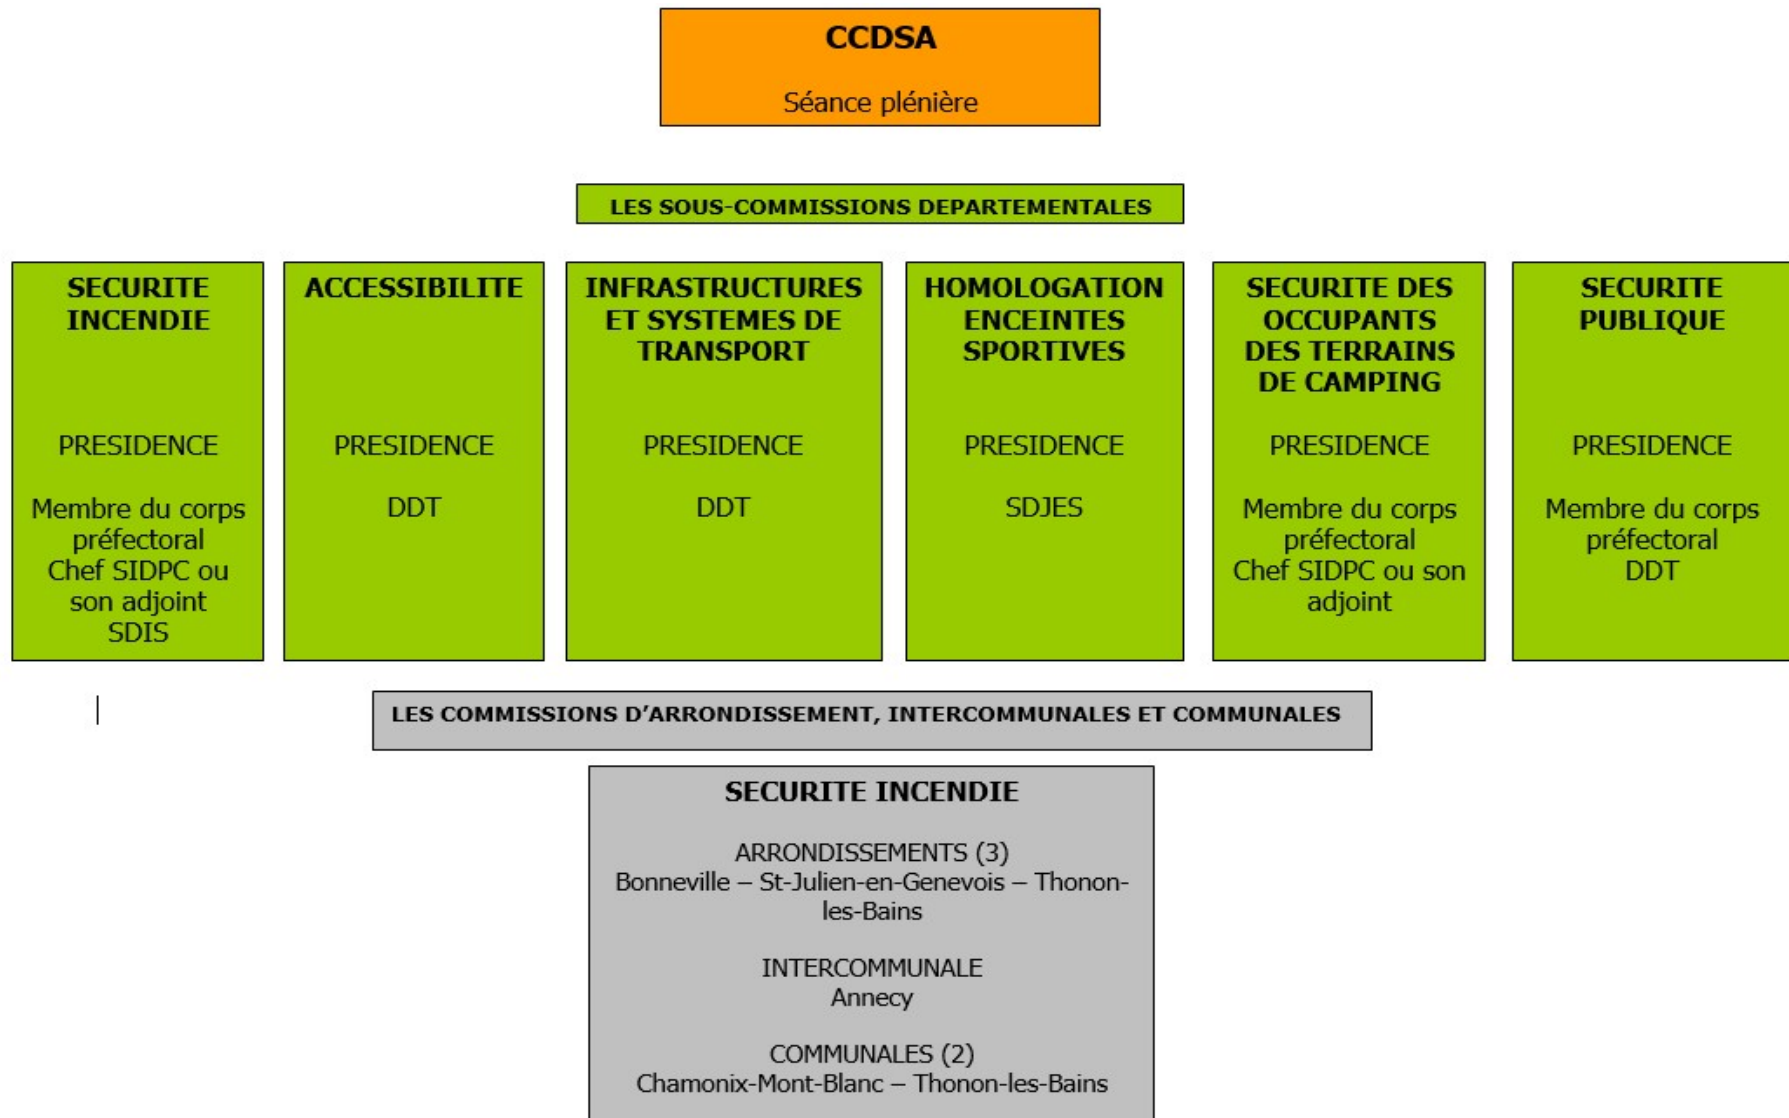 CCDSA
Séance plénière
LES SOUS-COMMISSIONS DEPARTEMENTALES
SECURITE
INCENDIE
PRESIDENCE
Membre du corps
préfectoral
Chef SIDPC ou
son adjoint
SDIS
ACCESSIBILITE
PRESIDENCE
DDT
INFRASTRUCTURES
ET SYSTEMES DE
TRANSPORT
PRESIDENCE
DDT
HOMOLOGATION
ENCEINTES
SPORTIVES
PRESIDENCE
SDJES
SECURITE DES
OCCUPANTS
DES TERRAINS
DE CAMPING
PRESIDENCE
Membre du corps
préfectoral
Chef SIDPC ou son
adjoint
SECURITE
PUBLIQUE
PRESIDENCE
Membre du corps
préfectoral
DDT
LES COMMISSIONS D’ARRONDISSEMENT, INTERCOMMUNALES ET COMMUNALES
SECURITE INCENDIE
ARRONDISSEMENTS (3)
Bonneville – St-Julien-en-Genevois – Thonon-
les-Bains
INTERCOMMUNALE
Annecy
COMMUNALES (2)
Chamonix-Mont-Blanc – Thonon-les-Bains